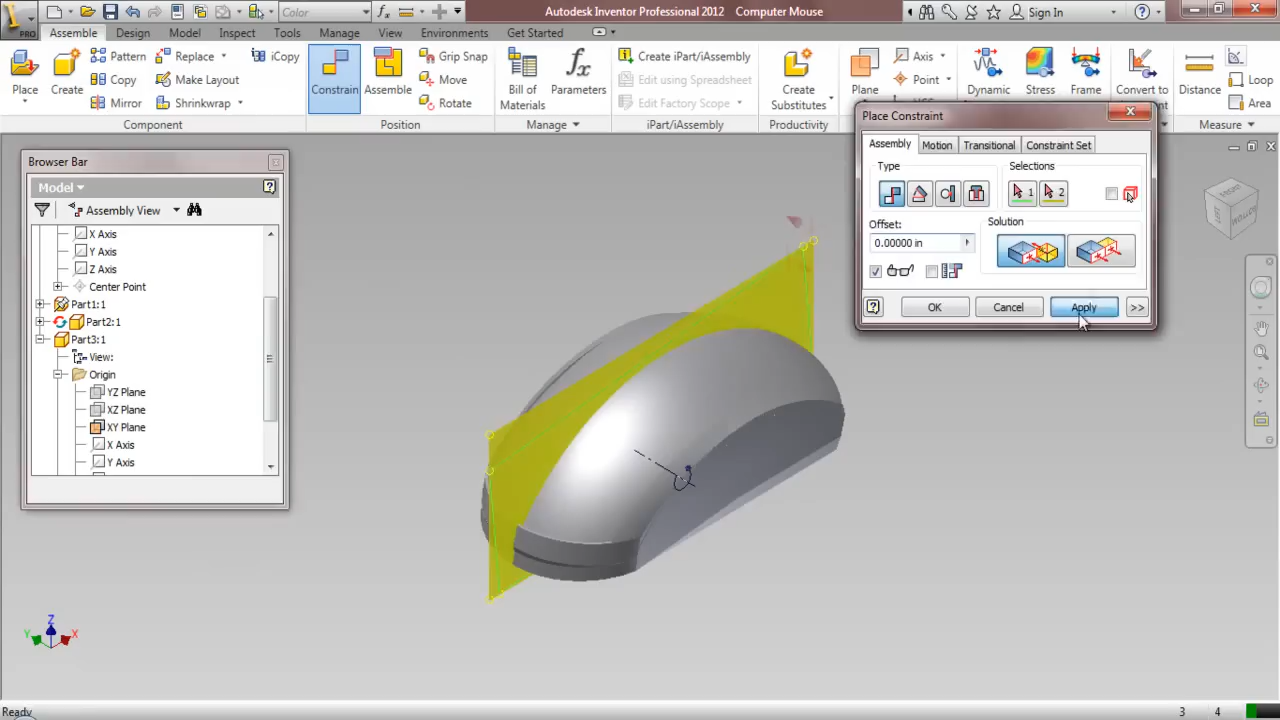 PRO
Color
Autodesk Inventor Professional 2012 Computer Mouse
Sign In
Assemble
Design
Model
Inspect
Tools
Manage
View
Environments
Get Started
Place
Create
Pattern
Copy
Mirror
Replace
Make Layout
Shrinkwrap
iCopy
Component
Constrain
Assemble
Grip Snap
Move
Rotate
Position
Bill of
Materials
fx
Parameters
Manage
Create iPart/iAssembly
Edit using Spreadsheet
Edit Factory Scope
iPart/iAssembly
Create
Substitutes
Productivity
Plane
Axis
Point
Dynamic
Stress
Frame
Convert to
Distance
Loop
Area
Measure
Browser Bar
Model
Assembly View
X Axis
Y Axis
Z Axis
Center Point
Part1:1
Part2:1
Part3:1
View:
Origin
YZ Plane
XZ Plane
XY Plane
X Axis
Y Axis
Place Constraint
Assembly
Motion
Transitional
Constraint Set
Type
Selections
1
2
Offset:
0.00000 in
Solution
OK
Cancel
Apply
>>
Z
Y
X
Ready
3
4